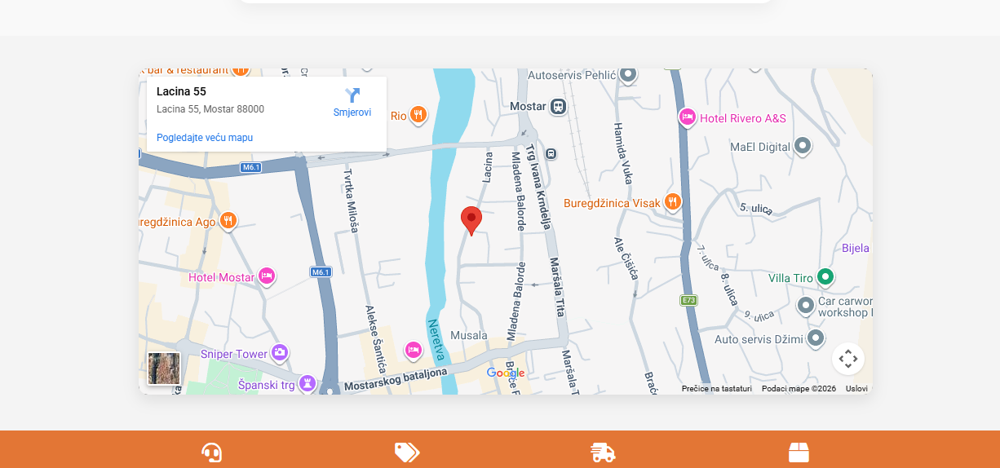 k bar & restaurant
Autoservis Pehlić
Lacina 55
Lacina 55, Mostar 88000
Smjerovi
Pogledajte veću mapu
Rio
Mostar
Hotel Rivero A&S
MaEl Digital
Hamida Vuka
Trg Ivana Krndelja
Lacina
Mladena Balorde
M6.1
Tvrtka Miloša
Buregdžinica Visak
5. ulica
uregdžinica Ago
Ale Čišića
Bijela
7. ulica
8. ulica
Hotel Mostar
M6.1
Maršala Tita
Mladena Balorde
Villa Tiro
E73
Car carwor
workshop
9. ulica
Alekse Šantića
Neretva
Musala
Auto servis Džimi
Sniper Tower
Španski trg
Mostarskog bataljona
Google
Maršala T
Braće F
Braće
Prečice na tastaturi
Podaci mape ©2026
Uslovi